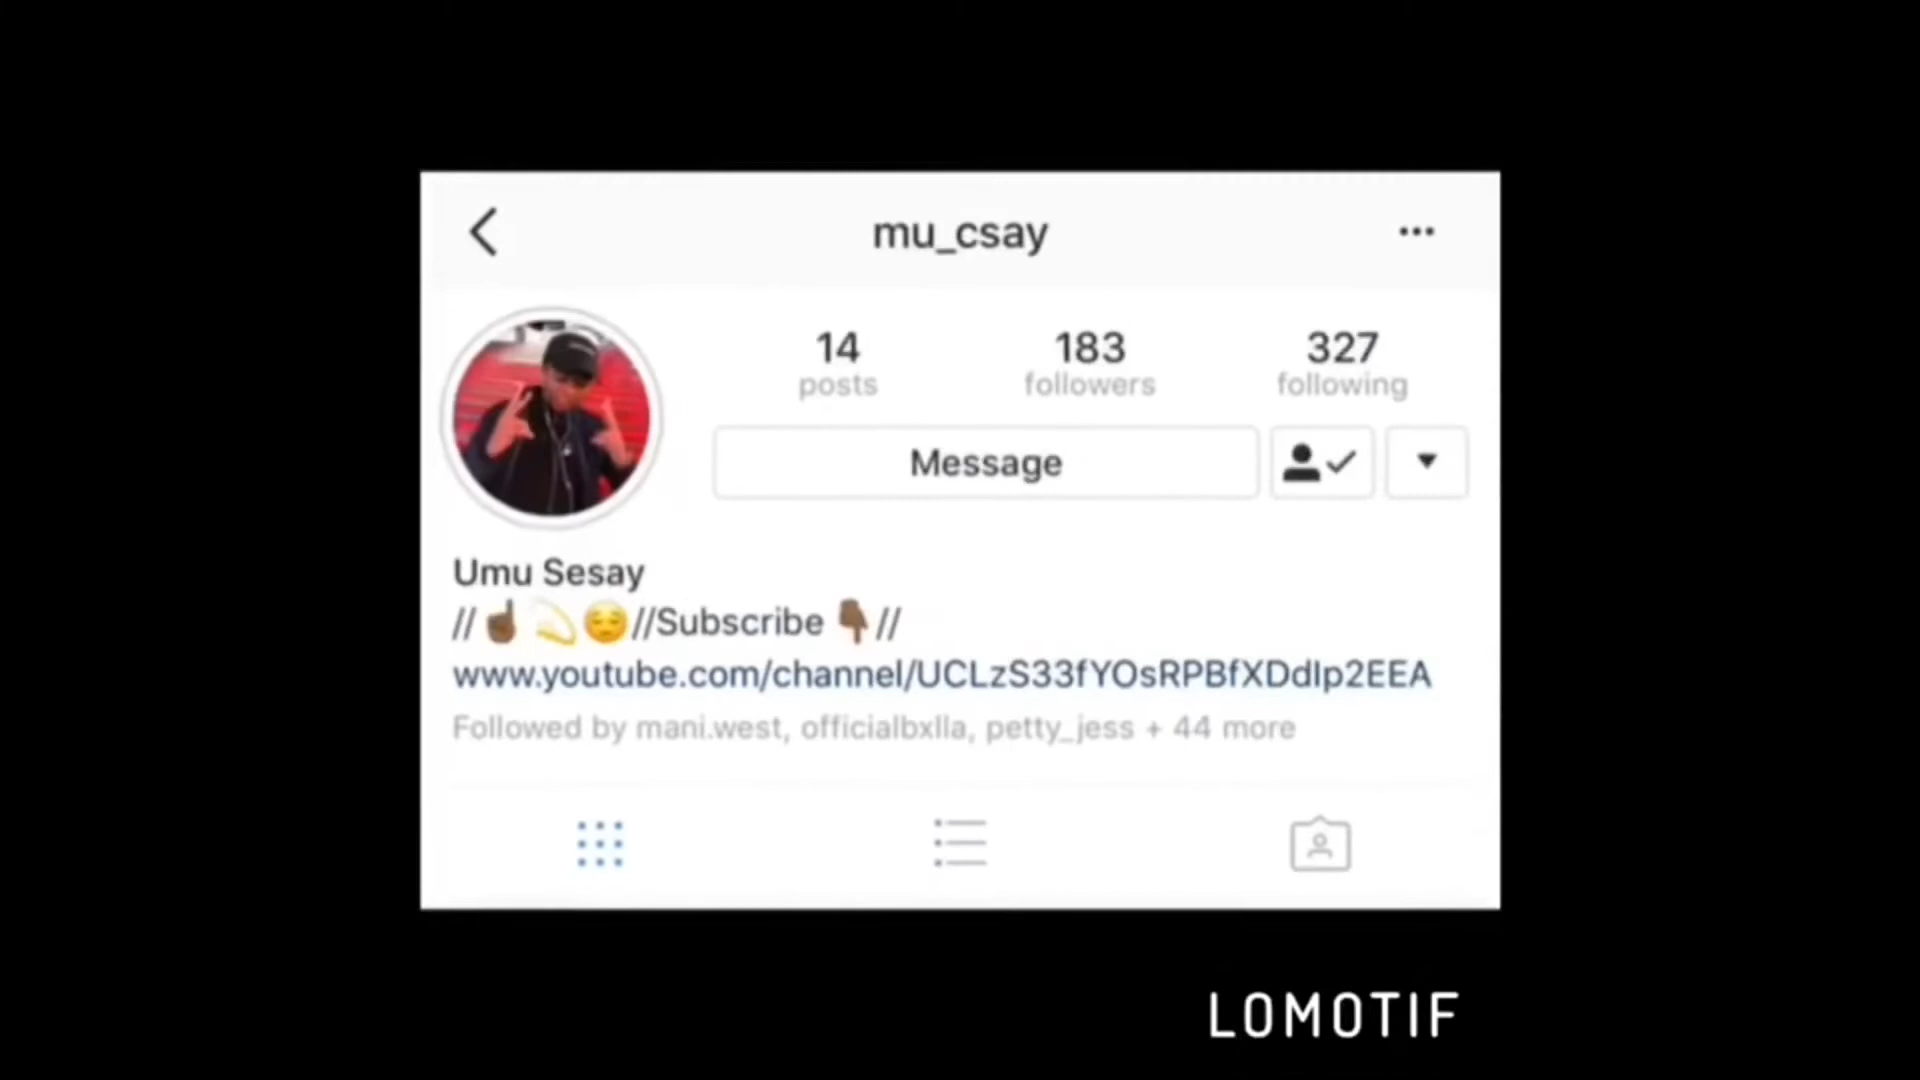 mu_csay
14 183 327
posts followers following
Message
Umu Sesay
//☝🏾💫😌//Subscribe 👇🏾//
www.youtube.com/channel/UCLzS33fYOsRPBfXDdIp2EEA
Followed by mani.west, officialbxlla, petty_jess + 44 more
LOMOTIF